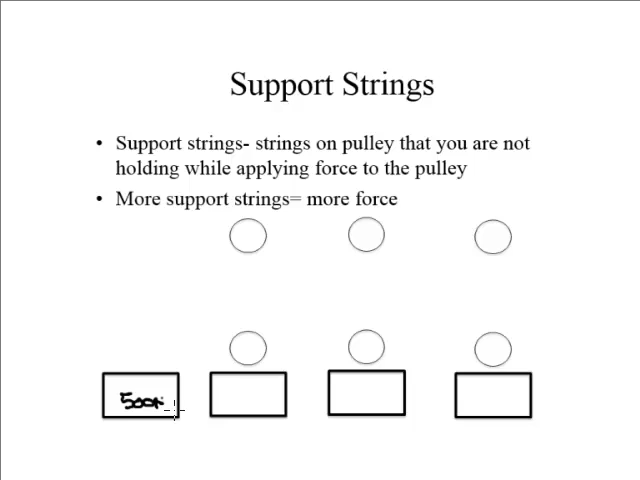 Support Strings
• Support strings- strings on pulley that you are not
holding while applying force to the pulley
• More support strings= more force